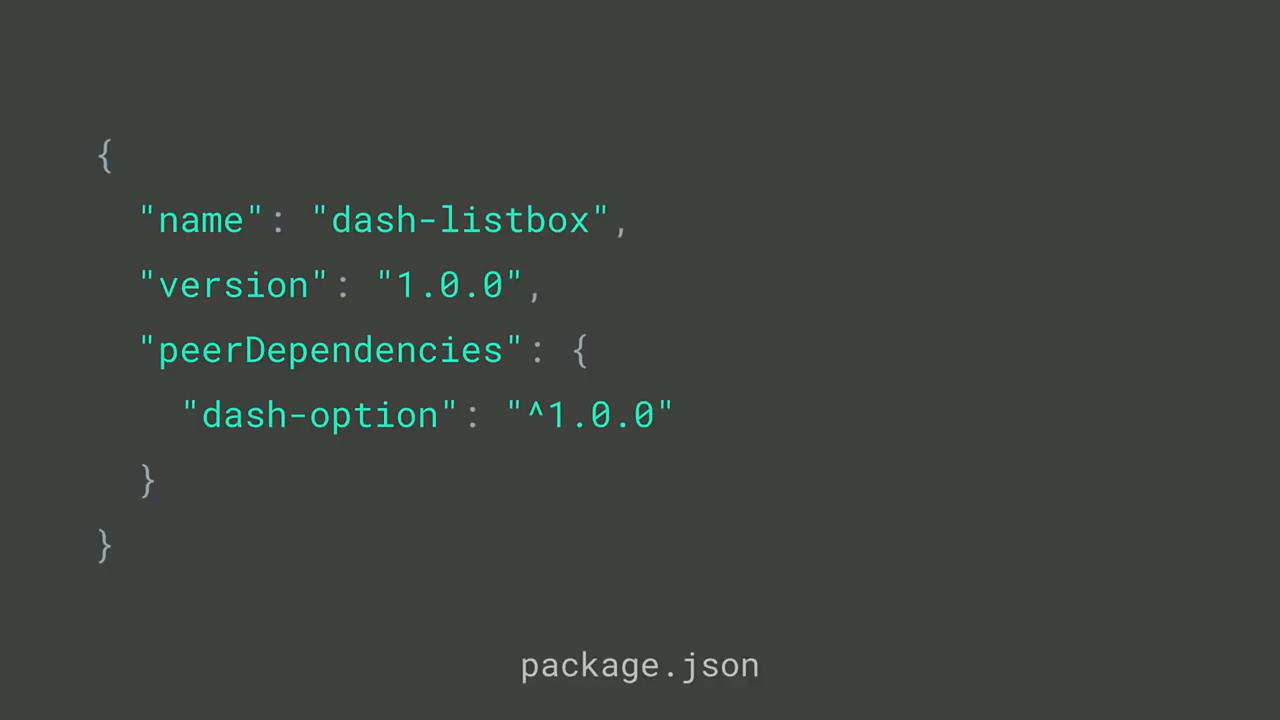 {
"name": "dash-listbox",
"version": "1.0.0",
"peerDependencies": {
"dash-option": "^1.0.0"
}
}
package.json